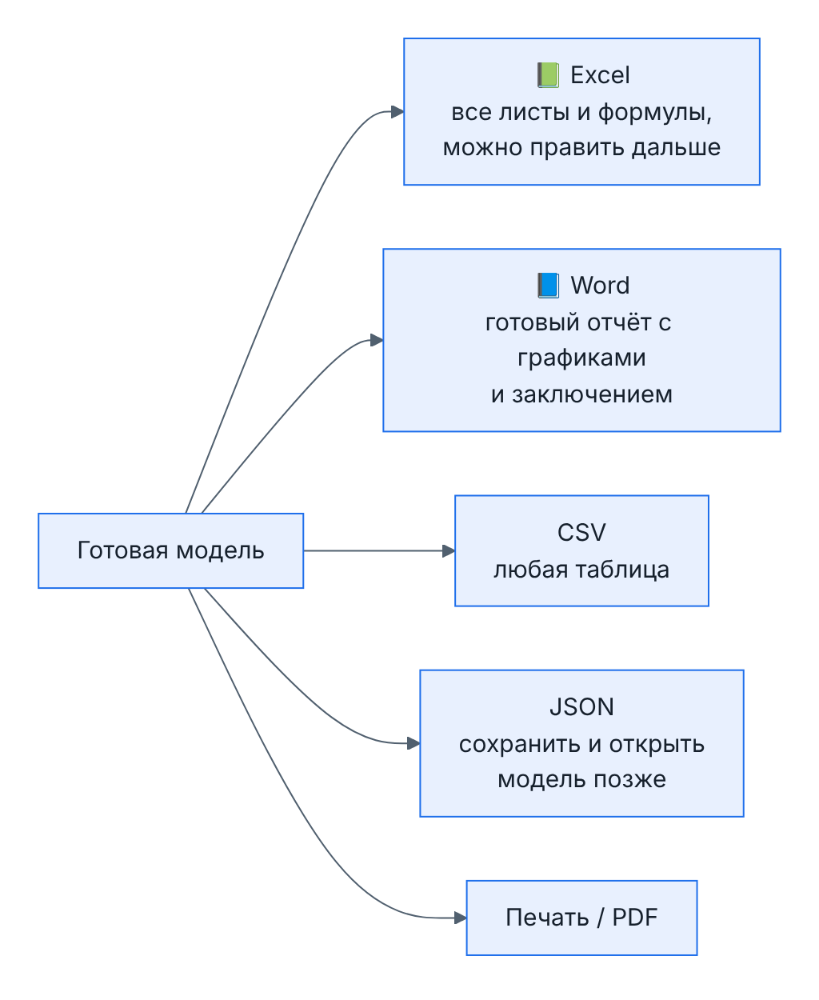 📗 Excel
все листы и формулы,
можно править дальше
📘 Word
готовый отчёт с
графиками
и заключением
Готовая модель
CSV
любая таблица
JSON
сохранить и открыть
модель позже
Печать / PDF